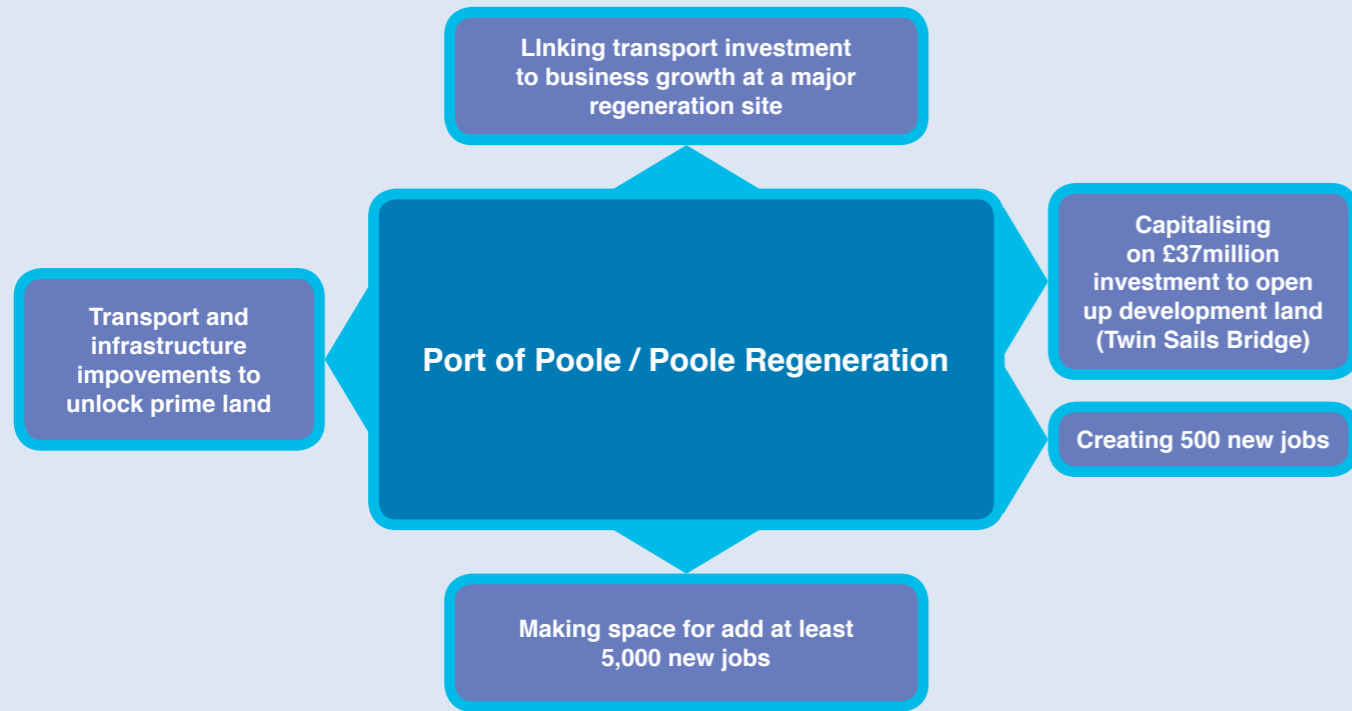 LInking transport investment
to business growth at a major
regeneration site
Capitalising
on £37million
investment to open
up development land
(Twin Sails Bridge)
Transport and
infrastructure
impovements to
unlock prime land
Port of Poole / Poole Regeneration
Creating 500 new jobs
Making space for add at least
5,000 new jobs